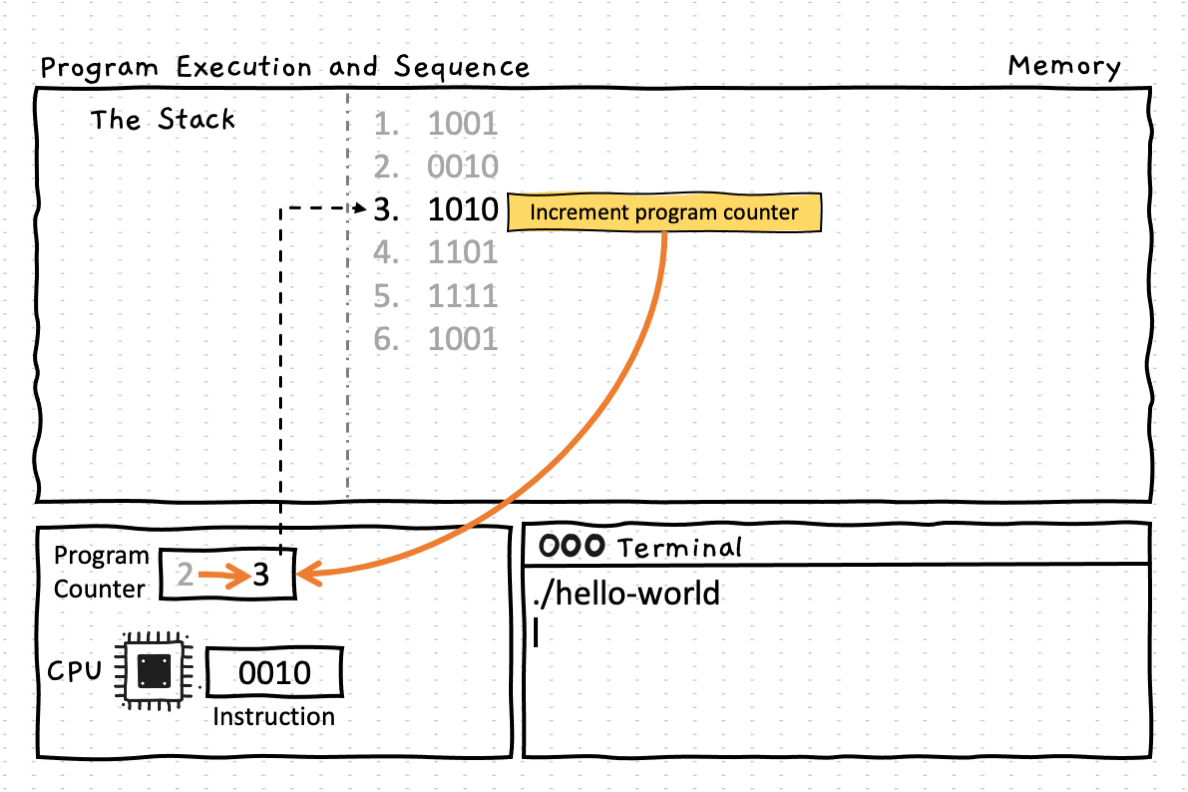 Program Execution and Sequence
Memory
The Stack
1. 1001
2. 0010
3. 1010 Increment program counter
4. 1101
5. 1111
6. 1001
Program
Counter
2 3
CPU
0010
Instruction
Terminal
./hello-world